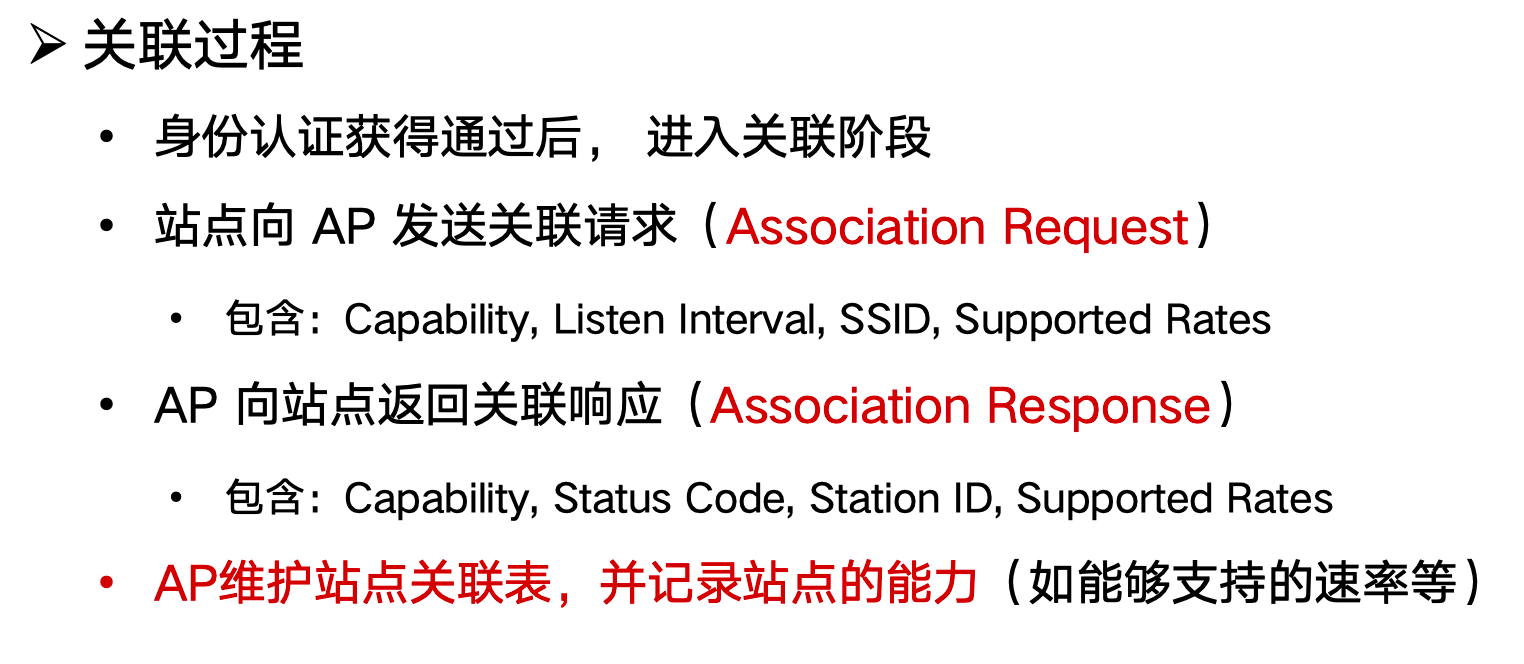 ➢ 关联过程
• 身份认证获得通过后， 进入关联阶段
• 站点向 AP 发送关联请求（Association Request）
• 包含：Capability, Listen Interval, SSID, Supported Rates
• AP 向站点返回关联响应（Association Response）
• 包含：Capability, Status Code, Station ID, Supported Rates
• AP维护站点关联表，并记录站点的能力（如能够支持的速率等）